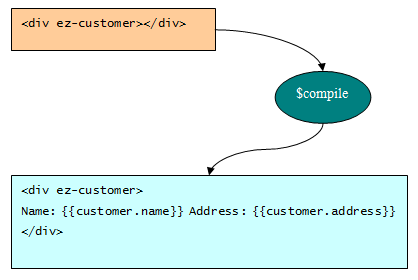 <div ez-customer></div>
$compile
<div ez-customer>
Name: {{customer.name}} Address: {{customer.address}}
</div>